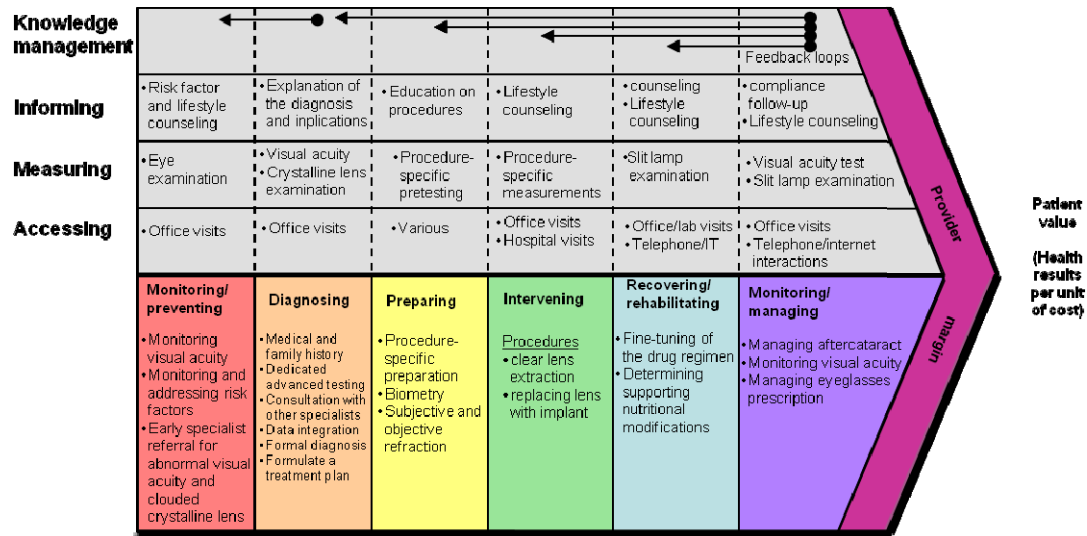 Knowledge
management
Feedback loops
Informing
• Risk factor
and lifestyle
counseling
• Explanation of
the diagnosis
and inplications
• Education on
procedures
• Lifestyle
counseling
• counseling
• Lifestyle
counseling
• compliance
follow-up
• Lifestyle counseling
Measuring
• Eye
examination
• Visual acuity
• Crystalline lens
examination
• Procedure-
specific
pretesting
• Procedure-
specific
measurements
• Slit lamp
examination
• Visual acuity test
• Slit lamp examination
Accessing
• Office visits
• Office visits
• Various
• Office visits
• Hospital visits
• Office/lab visits
• Telephone/IT
• Office visits
• Telephone/internet
interactions
Monitoring/
preventing
• Monitoring
visual acuity
• Monitoring and
addressing risk
factors
• Early specialist
referral for
abnormal visual
acuity and
clouded
crystalline lens
Diagnosing
• Medical and
family history
• Dedicated
advanced testing
• Consultation with
other specialists
• Data integration
• Formal diagnosis
• Formulate a
treatment plan
Preparing
• Procedure-
specific
preparation
• Biometry
• Subjective and
objective
refraction
Intervening
Procedures
• clear lens
extraction
• replacing lens
with implant
Recovering/
rehabilitating
• Fine-tuning of
the drug regimen
• Determining
supporting
nutritional
modifications
Monitoring/
managing
• Managing aftercataract
• Monitoring visual acuity
• Managing eyeglasses
prescription
Provider
margin
Patient
value
(Health
results
per unit
of cost)